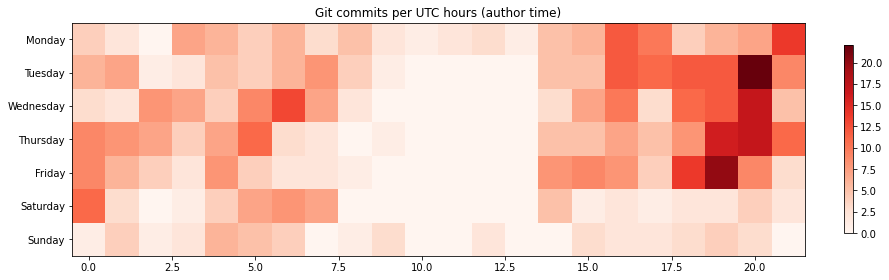 Git commits per UTC hours (author time)
Monday
Tuesday
Wednesday
Thursday
Friday
Saturday
Sunday
0.0 2.5 5.0 7.5 10.0 12.5 15.0 17.5 20.0
20.0
17.5
15.0
12.5
10.0
7.5
5.0
2.5
0.0